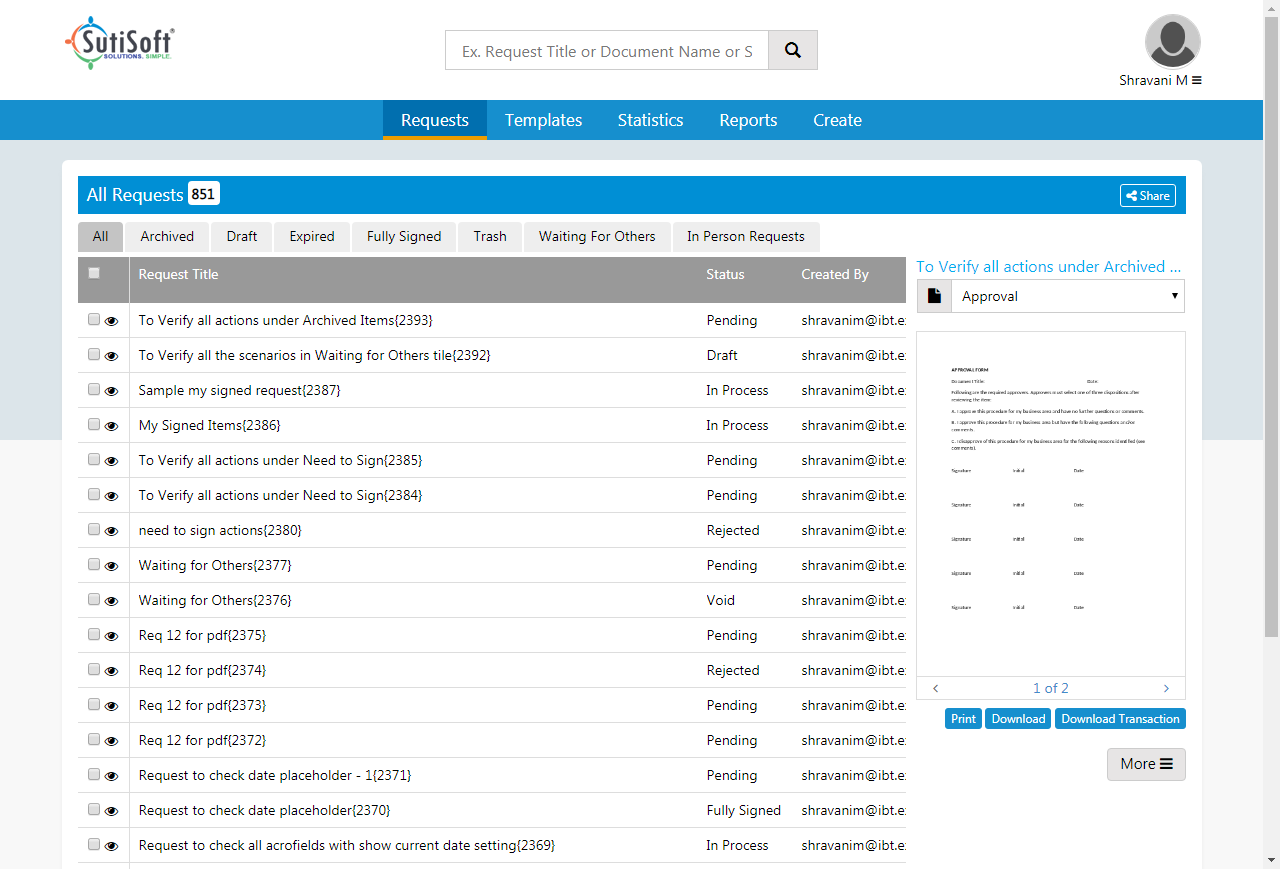 SutiSoft®
SOLUTIONS. SIMPLE.
Ex. Request Title or Document Name or S
Shravani M
Requests Templates Statistics Reports Create
All Requests 851
Share
All Archived Draft Expired Fully Signed Trash Waiting For Others In Person Requests
Request Title Status Created By
To Verify all actions under Archived Items{2393} Pending shravanim@ibt.e
To Verify all the scenarios in Waiting for Others tile{2392} Draft shravanim@ibt.e
Sample my signed request{2387} In Process shravanim@ibt.e
My Signed Items{2386} In Process shravanim@ibt.e
To Verify all actions under Need to Sign{2385} Pending shravanim@ibt.e
To Verify all actions under Need to Sign{2384} Pending shravanim@ibt.e
need to sign actions{2380} Rejected shravanim@ibt.e
Waiting for Others{2377} Pending shravanim@ibt.e
Waiting for Others{2376} Void shravanim@ibt.e
Req 12 for pdf{2375} Pending shravanim@ibt.e
Req 12 for pdf{2374} Rejected shravanim@ibt.e
Req 12 for pdf{2373} Pending shravanim@ibt.e
Req 12 for pdf{2372} Pending shravanim@ibt.e
Request to check date placeholder - 1{2371} Pending shravanim@ibt.e
Request to check date placeholder{2370} Fully Signed shravanim@ibt.e
Request to check all acrofields with show current date setting{2369} In Process shravanim@ibt.e
To Verify all actions under Archived ...
Approval
APPROVAL FORM
Document Title: Date:
Following are the required approvers. Approvers must select one of three dispositions after
reviewing the item:
A. I approve this procedure for my business area and have no further questions or comments.
B. I approve this procedure for my business area but have the following questions and/or
comments.
C. I disapprove of this procedure for my business area for the following reasons identified (see
comments).
Signature Initial Date
Signature Initial Date
Signature Initial Date
Signature Initial Date
Signature Initial Date
1 of 2
Print Download Download Transaction
More